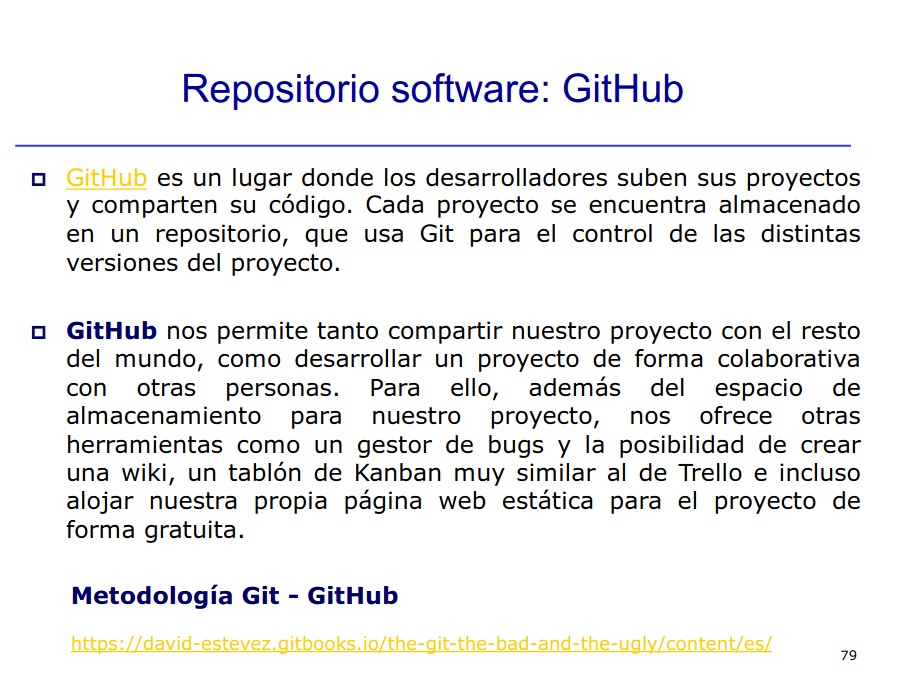 Repositorio software: GitHub
GitHub es un lugar donde los desarrolladores suben sus proyectos
y comparten su código. Cada proyecto se encuentra almacenado
en un repositorio, que usa Git para el control de las distintas
versiones del proyecto.
GitHub nos permite tanto compartir nuestro proyecto con el resto
del mundo, como desarrollar un proyecto de forma colaborativa
con otras personas. Para ello, además del espacio de
almacenamiento para nuestro proyecto, nos ofrece otras
herramientas como un gestor de bugs y la posibilidad de crear
una wiki, un tablón de Kanban muy similar al de Trello e incluso
alojar nuestra propia página web estática para el proyecto de
forma gratuita.
Metodología Git - GitHub
https://david-estevez.gitbooks.io/the-git-the-bad-and-the-ugly/content/es/
79